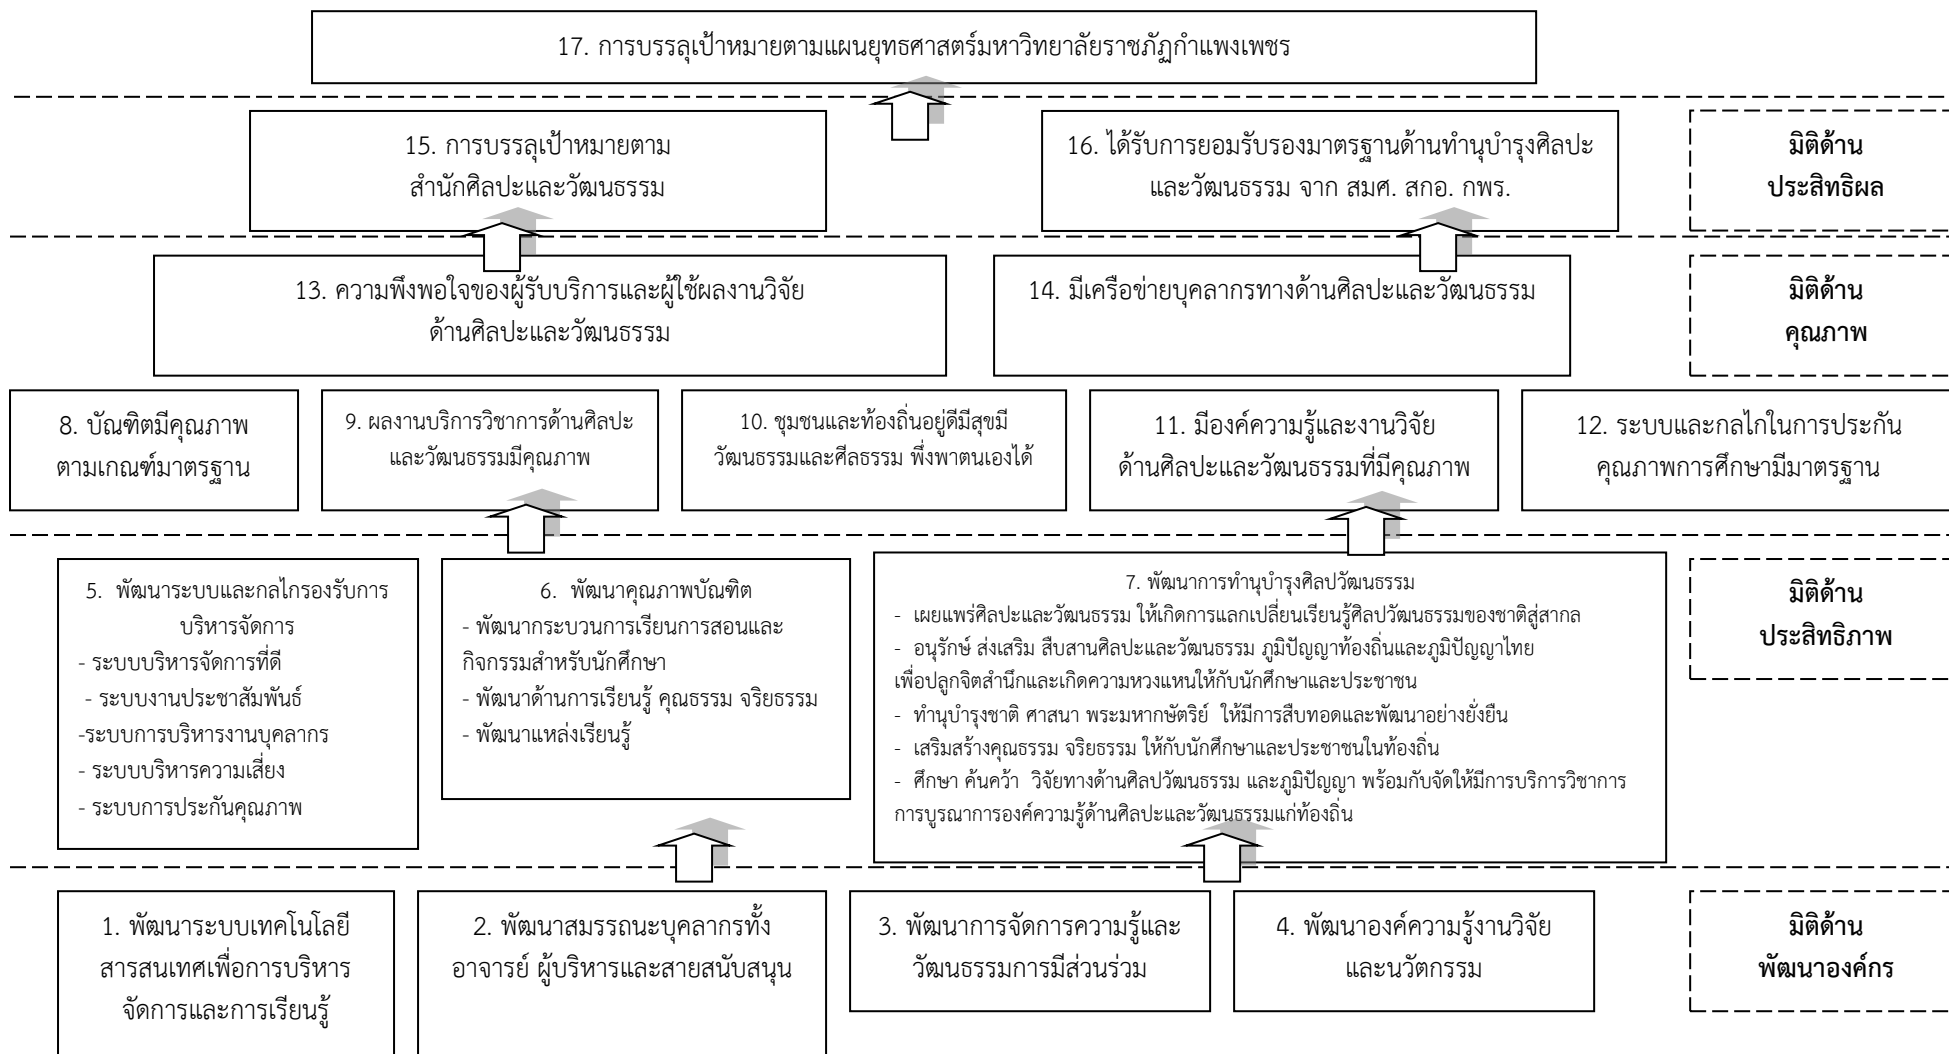 17. การบรรลุเป้าหมายตามแผนยุทธศาสตร์มหาวิทยาลัยราชภัฏกำแพงเพชร
15. การบรรลุเป้าหมายตาม
สำนักศิลปะและวัฒนธรรม
16. ได้รับการยอมรับรองมาตรฐานด้านทำนุบำรุงศิลปะ
และวัฒนธรรม จาก สมศ. สกอ. กพร.
มิติด้าน
ประสิทธิผล
13. ความพึงพอใจของผู้รับบริการและผู้ใช้ผลงานวิจัย
ด้านศิลปะและวัฒนธรรม
14. มีเครือข่ายบุคลากรทางด้านศิลปะและวัฒนธรรม
มิติด้าน
คุณภาพ
8. บัณฑิตมีคุณภาพ
ตามเกณฑ์มาตรฐาน
9. ผลงานบริการวิชาการด้านศิลปะ
และวัฒนธรรมมีคุณภาพ
10. ชุมชนและท้องถิ่นอยู่ดีมีสุขมี
วัฒนธรรมและศีลธรรม พึ่งพาตนเองได้
11. มีองค์ความรู้และงานวิจัย
ด้านศิลปะและวัฒนธรรมที่มีคุณภาพ
12. ระบบและกลไกในการประกัน
คุณภาพการศึกษามีมาตรฐาน
5. พัฒนาระบบและกลไกรองรับการ
บริหารจัดการ
- ระบบบริหารจัดการที่ดี
- ระบบงานประชาสัมพันธ์
-ระบบการบริหารงานบุคลากร
- ระบบบริหารความเสี่ยง
- ระบบการประกันคุณภาพ
6. พัฒนาคุณภาพบัณฑิต
- พัฒนากระบวนการเรียนการสอนและ
กิจกรรมสำหรับนักศึกษา
- พัฒนาด้านการเรียนรู้ คุณธรรม จริยธรรม
- พัฒนาแหล่งเรียนรู้
7. พัฒนาการทำนุบำรุงศิลปวัฒนธรรม
- เผยแพร่ศิลปะและวัฒนธรรม ให้เกิดการแลกเปลี่ยนเรียนรู้ศิลปวัฒนธรรมของชาติสู่สากล
- อนุรักษ์ ส่งเสริม สืบสานศิลปะและวัฒนธรรม ภูมิปัญญาท้องถิ่นและภูมิปัญญาไทย
เพื่อปลูกจิตสำนึกและเกิดความหวงแหนให้กับนักศึกษาและประชาชน
- ทำนุบำรุงชาติ ศาสนา พระมหากษัตริย์ ให้มีการสืบทอดและพัฒนาอย่างยั่งยืน
- เสริมสร้างคุณธรรม จริยธรรม ให้กับนักศึกษาและประชาชนในท้องถิ่น
- ศึกษา ค้นคว้า วิจัยทางด้านศิลปวัฒนธรรม และภูมิปัญญา พร้อมกับจัดให้มีการบริการวิชาการ
การบูรณาการองค์ความรู้ด้านศิลปะและวัฒนธรรมแก่ท้องถิ่น
มิติด้าน
ประสิทธิภาพ
1. พัฒนาระบบเทคโนโลยี
สารสนเทศเพื่อการบริหาร
จัดการและการเรียนรู้
2. พัฒนาสมรรถนะบุคลากรทั้ง
อาจารย์ ผู้บริหารและสายสนับสนุน
3. พัฒนาการจัดการความรู้และ
วัฒนธรรมการมีส่วนร่วม
4. พัฒนาองค์ความรู้งานวิจัย
และนวัตกรรม
มิติด้าน
พัฒนาองค์กร